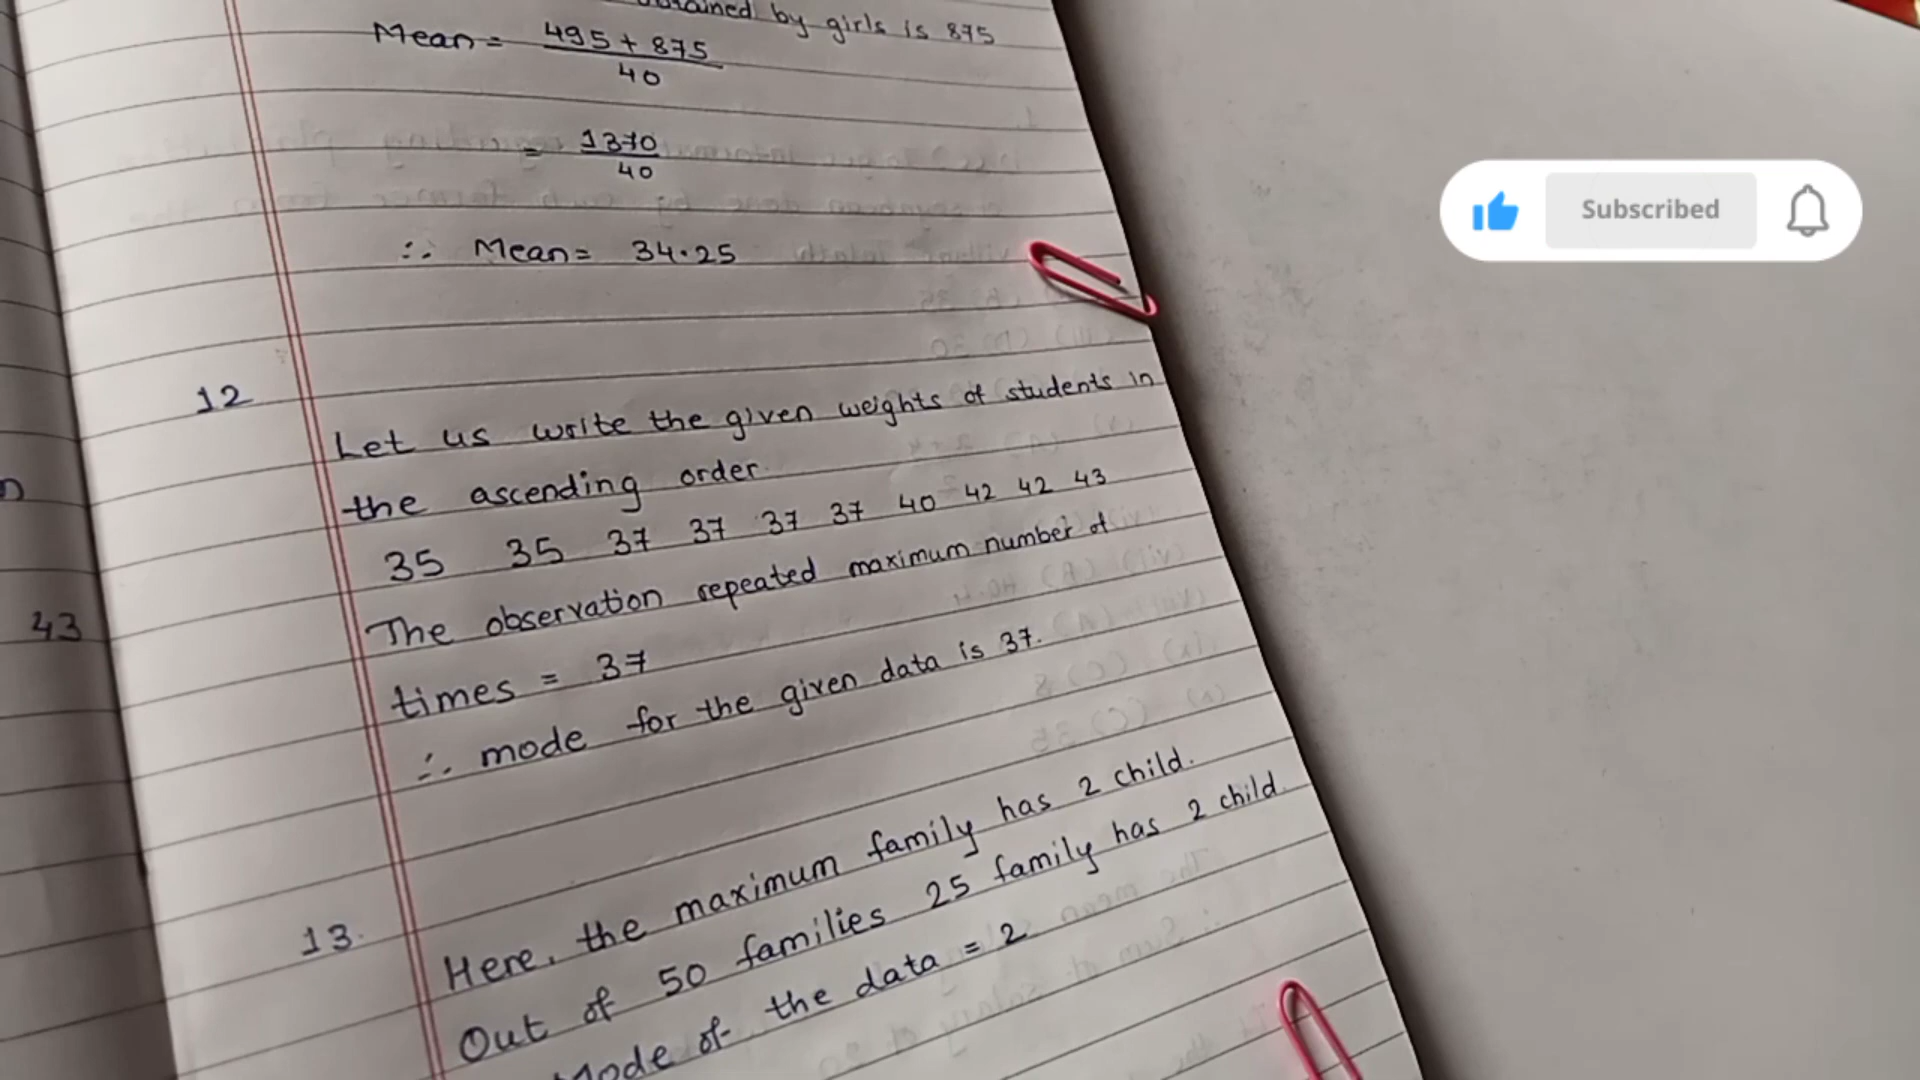 obtained by girls is 875
Mean = 495 + 875
40
= 1370
40
∴ Mean = 34.25
Subscribed
12
Let us write the given weights of students in
the ascending order.
35 35 37 37 37 37 40 42 42 43
The observation repeated maximum number of
times = 37
43
∴ mode for the given data is 37.
13.
Here, the maximum family has 2 child.
Out of 50 families 25 family has 2 child.
Mode of the data = 2